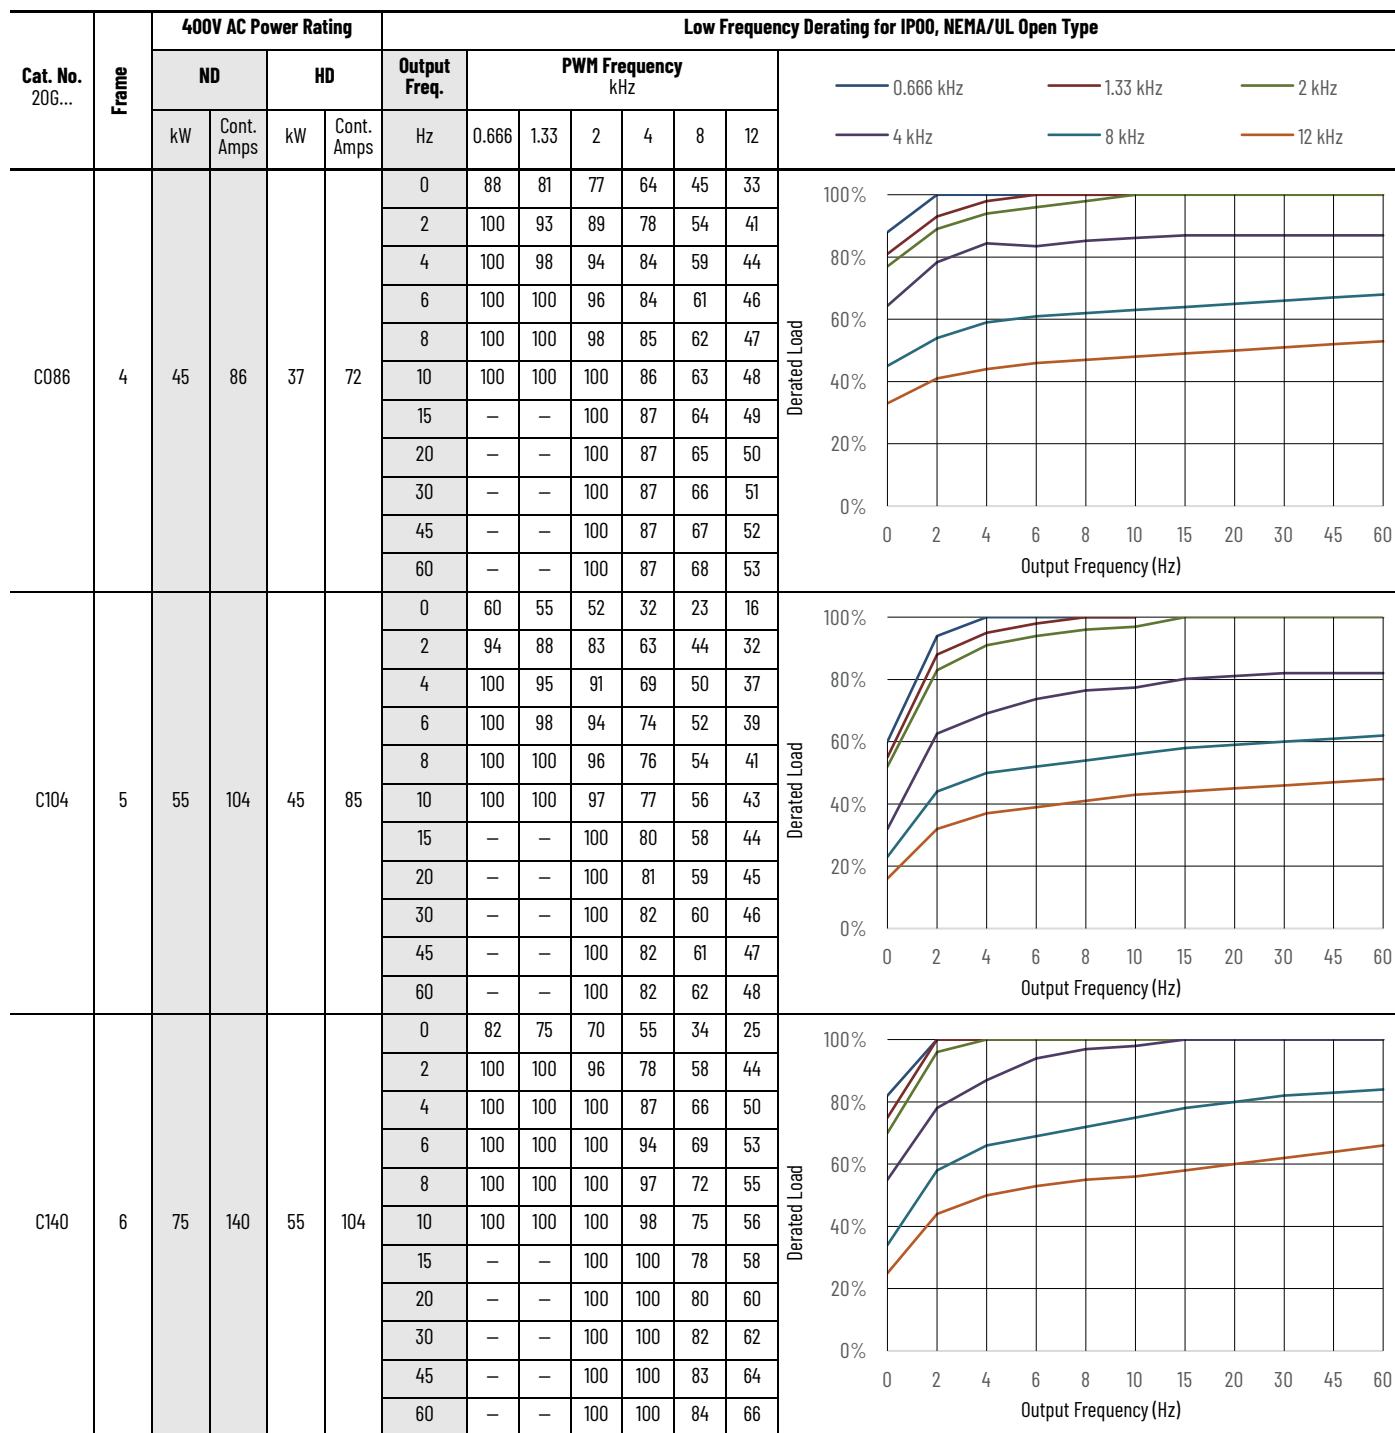 Cat. No.
20G...
Frame
400V AC Power Rating
Low Frequency Derating for IP00, NEMA/UL Open Type
ND
HD
Output
Freq.
PWM Frequency
kHz
0.666 kHz 1.33 kHz 2 kHz
4 kHz 8 kHz 12 kHz
kW Cont. Amps kW Cont. Amps Hz 0.666 1.33 2 4 8 12
C086 4 45 86 37 72
0 88 81 77 64 45 33
2 100 93 89 78 54 41
4 100 98 94 84 59 44
6 100 100 96 84 61 46
8 100 100 98 85 62 47
10 100 100 100 86 63 48
15 – – 100 87 64 49
20 – – 100 87 65 50
30 – – 100 87 66 51
45 – – 100 87 67 52
60 – – 100 87 68 53
Derated Load
100%
80%
60%
40%
20%
0%
0 2 4 6 8 10 15 20 30 45 60
Output Frequency (Hz)
C104 5 55 104 45 85
0 60 55 52 32 23 16
2 94 88 83 63 44 32
4 100 95 91 69 50 37
6 100 98 94 74 52 39
8 100 100 96 76 54 41
10 100 100 97 77 56 43
15 – – 100 80 58 44
20 – – 100 81 59 45
30 – – 100 82 60 46
45 – – 100 82 61 47
60 – – 100 82 62 48
Derated Load
100%
80%
60%
40%
20%
0%
0 2 4 6 8 10 15 20 30 45 60
Output Frequency (Hz)
C140 6 75 140 55 104
0 82 75 70 55 34 25
2 100 100 96 78 58 44
4 100 100 100 87 66 50
6 100 100 100 94 69 53
8 100 100 100 97 72 55
10 100 100 100 98 75 56
15 – – 100 100 78 58
20 – – 100 100 80 60
30 – – 100 100 82 62
45 – – 100 100 83 64
60 – – 100 100 84 66
Derated Load
100%
80%
60%
40%
20%
0%
0 2 4 6 8 10 15 20 30 45 60
Output Frequency (Hz)